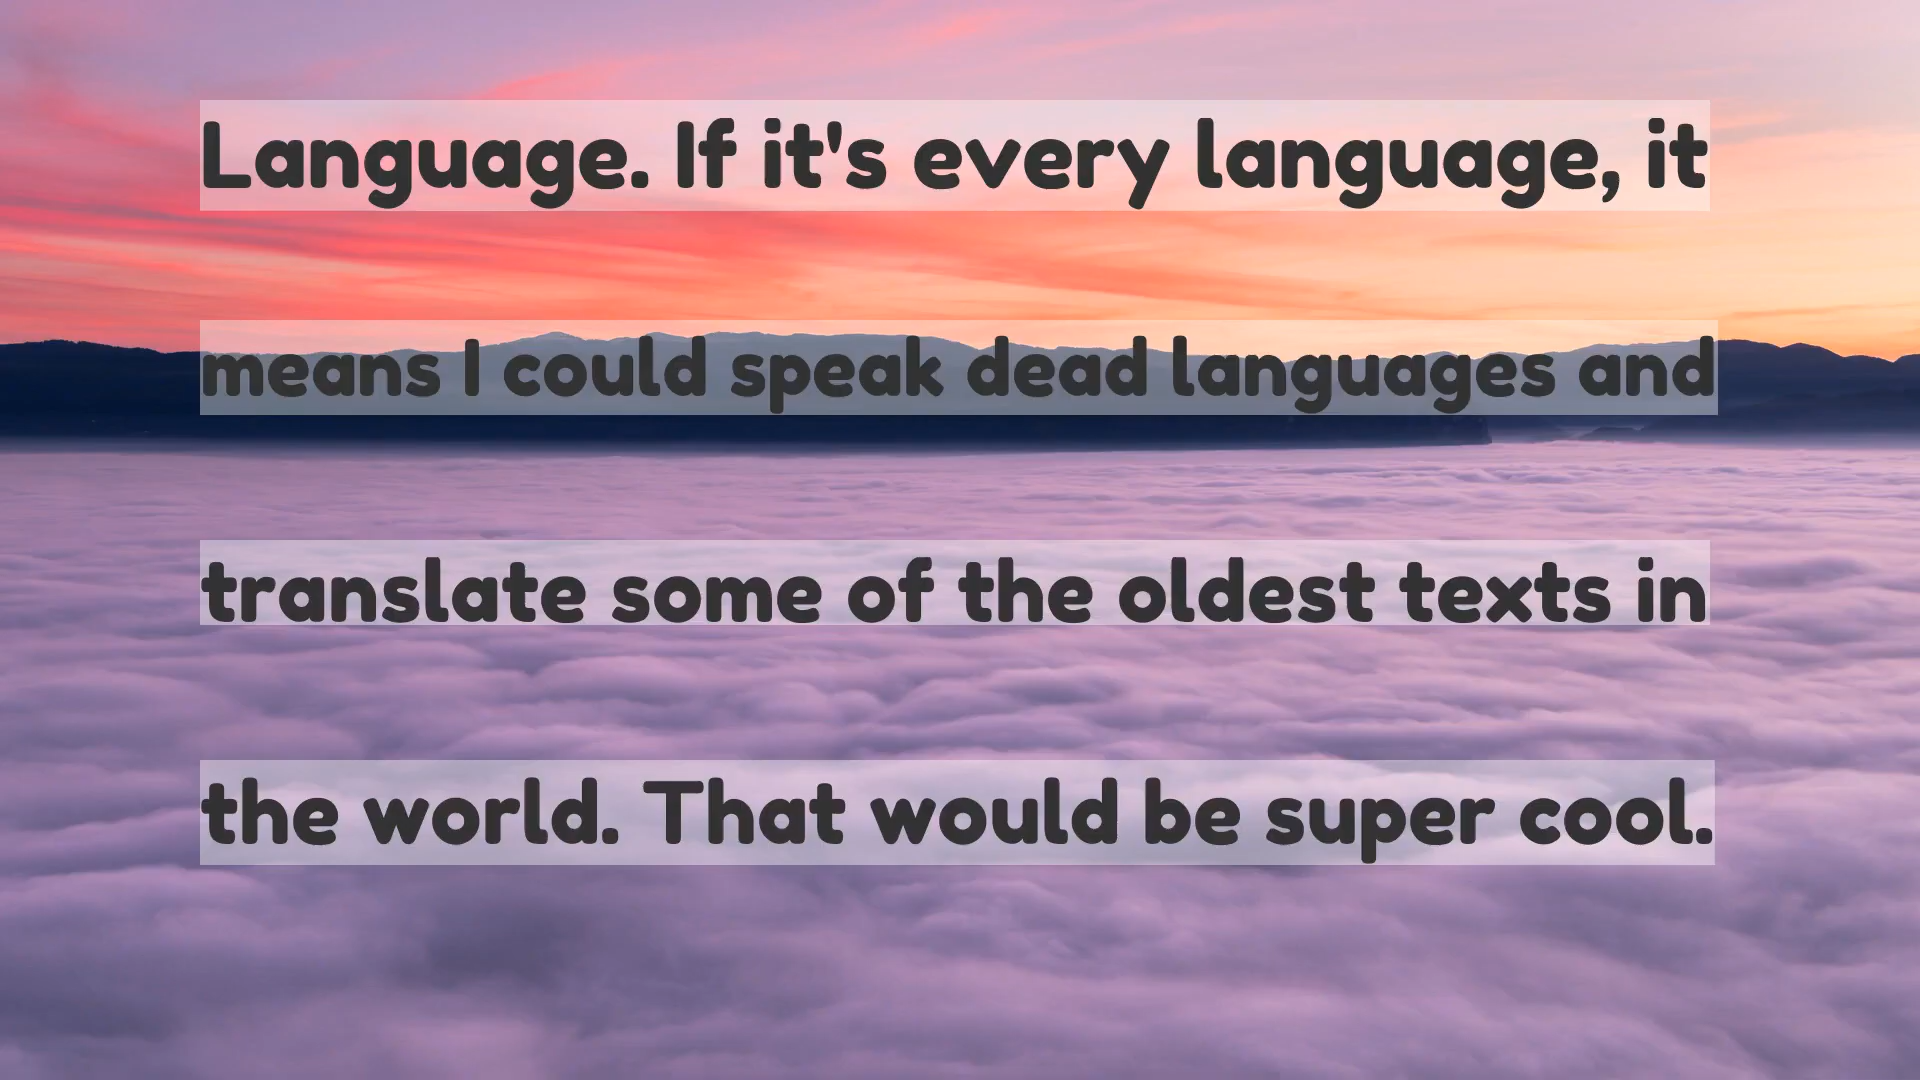 Language. If it's every language, it
means I could speak dead languages and
translate some of the oldest texts in
the world. That would be super cool.